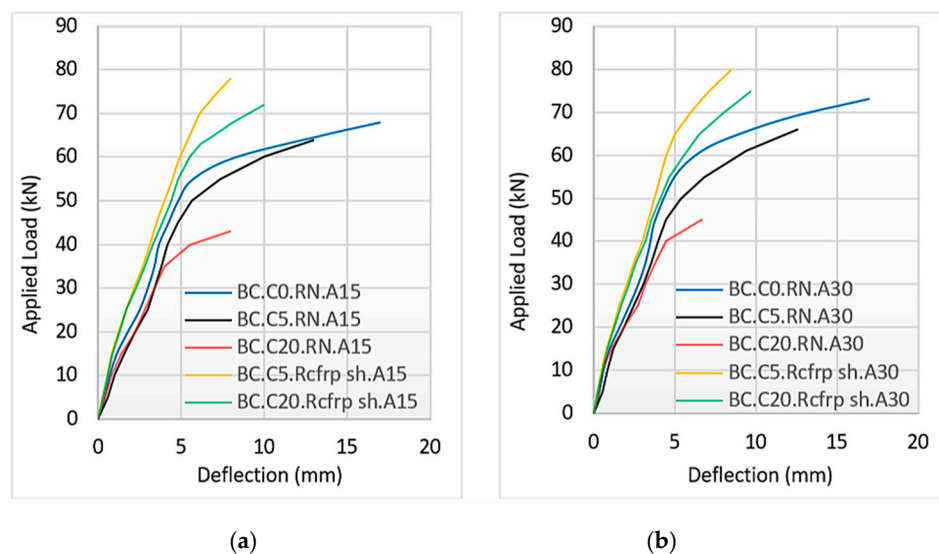 90
80
70
60
50
40
30
20
10
0
Applied Load (kN)
BC.C0.RN.A15
BC.C5.RN.A15
BC.C20.RN.A15
BC.C5.Rcfrp sh.A15
BC.C20.Rcfrp sh.A15
0 5 10 15 20
Deflection (mm)
(a)
90
80
70
60
50
40
30
20
10
0
Applied Load (kN)
BC.C0.RN.A30
BC.C5.RN.A30
BC.C20.RN.A30
BC.C5.Rcfrp sh.A30
BC.C20.Rcfrp sh.A30
0 5 10 15 20
Deflection (mm)
(b)